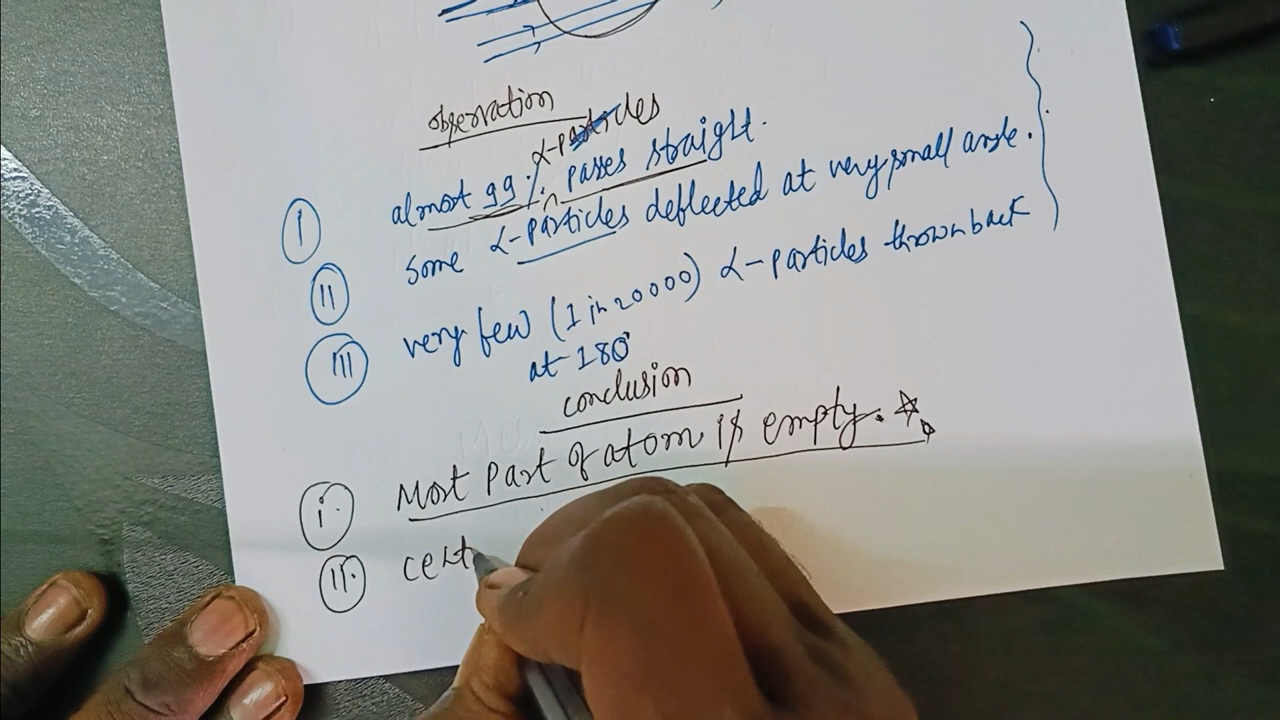 observation
α-particles
I almost 99%. ^ passes straight.
II some α-particles deflected at very small angle.
III very few (1 in 20000) α-particles thrown back
at 180°
conclusion
i. Most part of atom is empty.
ii. cert